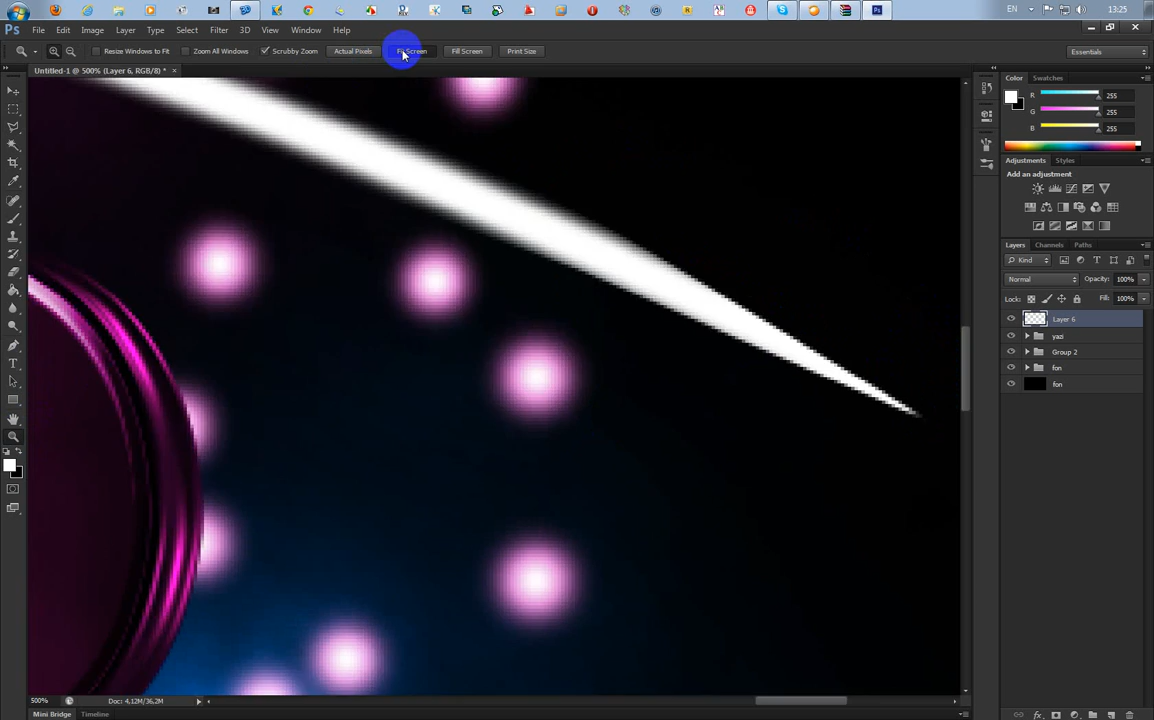 EN 13:25
Ps File Edit Image Layer Type Select Filter 3D View Window Help
Resize Windows to Fit Zoom All Windows Scrubby Zoom Actual Pixels Fit Screen Fill Screen Print Size Essentials
Untitled-1 @ 500% (Layer 6, RGB/8) * ×
Color Swatches
R 255
G 255
B 255
Adjustments Styles
Add an adjustment
Layers Channels Paths
Kind
Normal Opacity: 100%
Lock: Fill: 100%
Layer 6
yazi
Group 2
fon
fon
500% Doc: 4,12M/36,2M
Mini Bridge Timeline